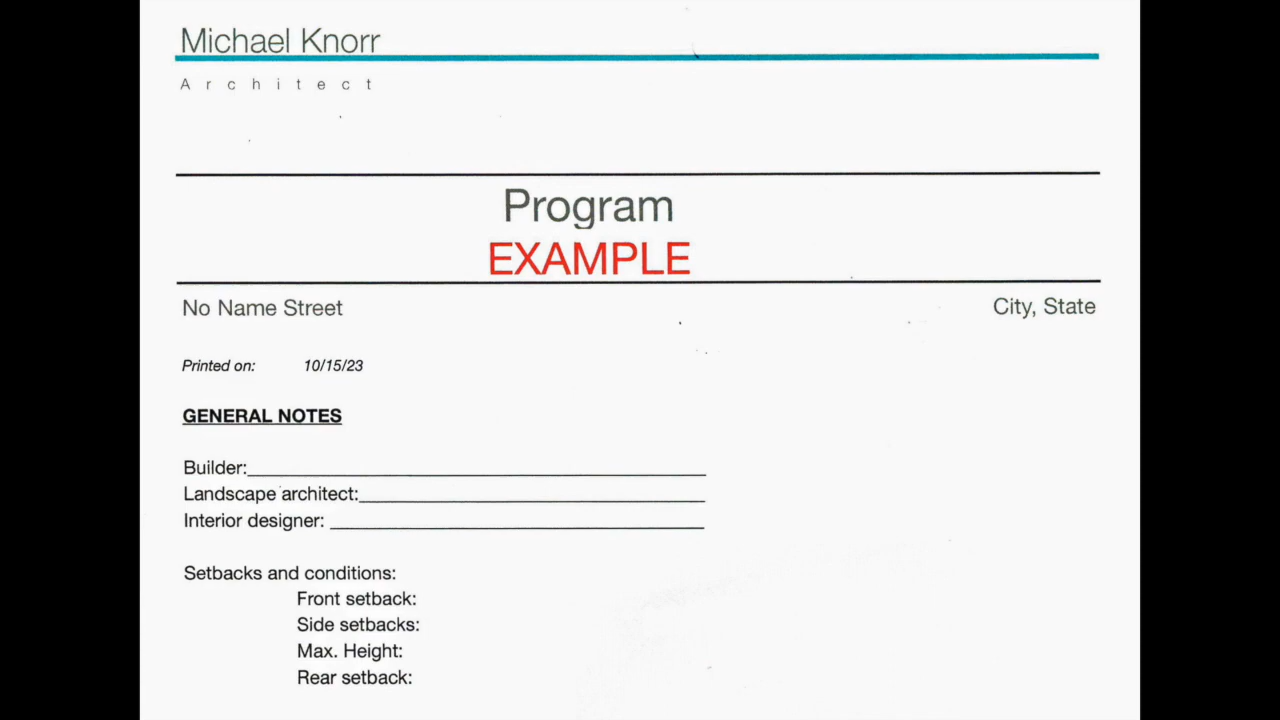 Michael Knorr
Architect
Program
EXAMPLE
No Name Street City, State
Printed on: 10/15/23
GENERAL NOTES
Builder:
Landscape architect:
Interior designer:
Setbacks and conditions:
Front setback:
Side setbacks:
Max. Height:
Rear setback: